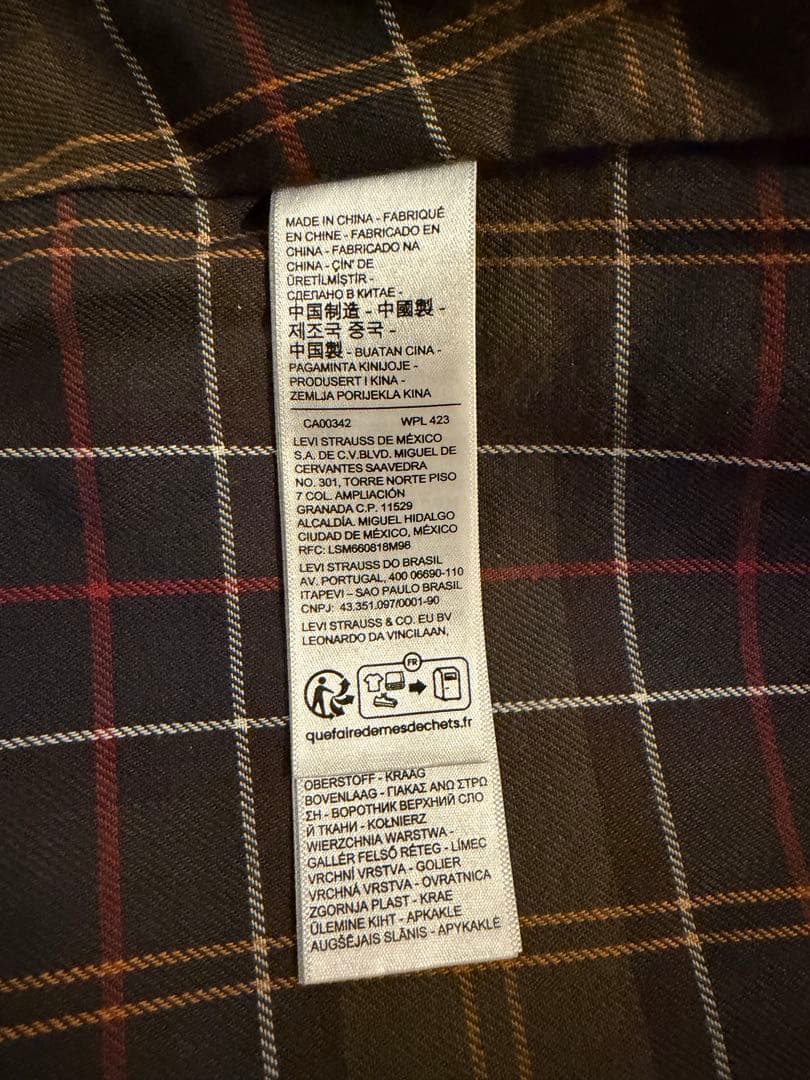 MADE IN CHINA - FABRIQUÉ
EN CHINE - FABRICADO EN
CHINA - FABRICADO NA
CHINA - ÇİN' DE
ÜRETİLMİŞTİR -
СДЕЛАНО В КИТАЕ -
中国制造 - 中國製 -
제조국 중국 -
中国製 - BUATAN CINA -
PAGAMINTA KINIJOJE -
PRODUSERT I KINA -
ZEMLJA PORIJEKLA KINA
CA00342 WPL 423
LEVI STRAUSS DE MÉXICO
S.A. DE C.V.BLVD. MIGUEL DE
CERVANTES SAAVEDRA
NO. 301, TORRE NORTE PISO
7 COL. AMPLIACIÓN
GRANADA C.P. 11529
ALCALDÍA. MIGUEL HIDALGO
CIUDAD DE MÉXICO, MÉXICO
RFC: LSM660818M98
LEVI STRAUSS DO BRASIL
AV. PORTUGAL, 400 06690-110
ITAPEVI – SAO PAULO BRASIL
CNPJ: 43.351.097/0001-90
LEVI STRAUSS & CO. EU BV
LEONARDO DA VINCILAAN,
FR
quefairedemesdechets.fr
OBERSTOFF - KRAAG
BOVENLAAG - ΓΙΑΚΑΣ ΑΝΩ ΣΤΡΩ
ΣΗ - ВОРОТНИК ВЕРХНИЙ СЛО
Й ТКАНИ - KOŁNIERZ
WIERZCHNIA WARSTWA -
GALLÉR FELSŐ RÉTEG - LÍMEC
VRCHNÍ VRSTVA - GOLIER
VRCHNÁ VRSTVA - OVRATNICA
ZGORNJA PLAST - KRAE
ÜLEMINE KIHT - APKAKLE
AUGŠĒJAIS SLĀNIS - APYKAKLĖ